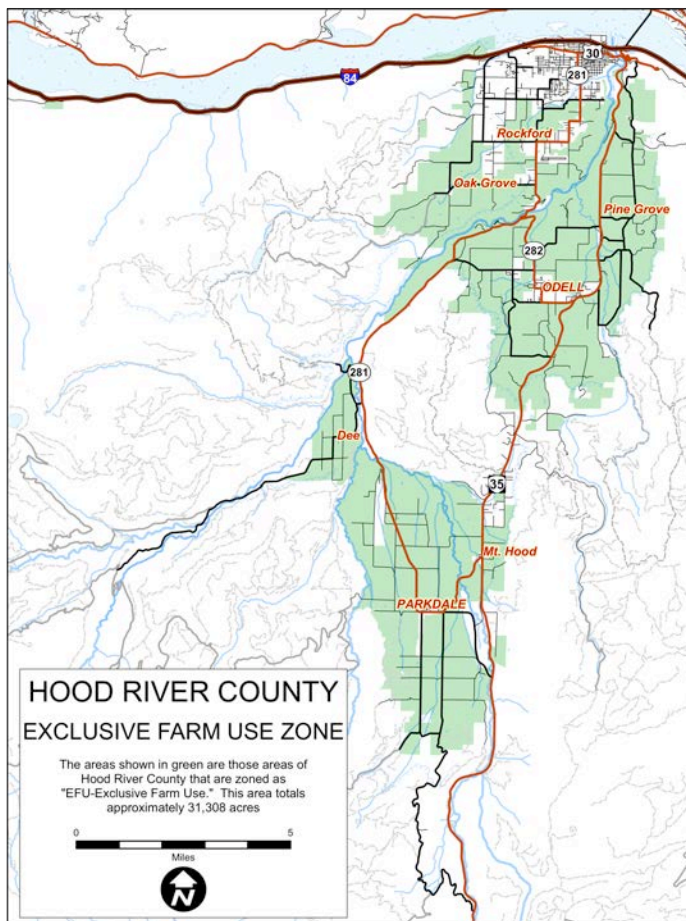 30
84
281
Rockford
Oak Grove
Pine Grove
282
ODELL
281
Dee
35
Mt. Hood
PARKDALE
HOOD RIVER COUNTY
EXCLUSIVE FARM USE ZONE
The areas shown in green are those areas of
Hood River County that are zoned as
"EFU-Exclusive Farm Use." This area totals
approximately 31,308 acres
0 5
Miles
N